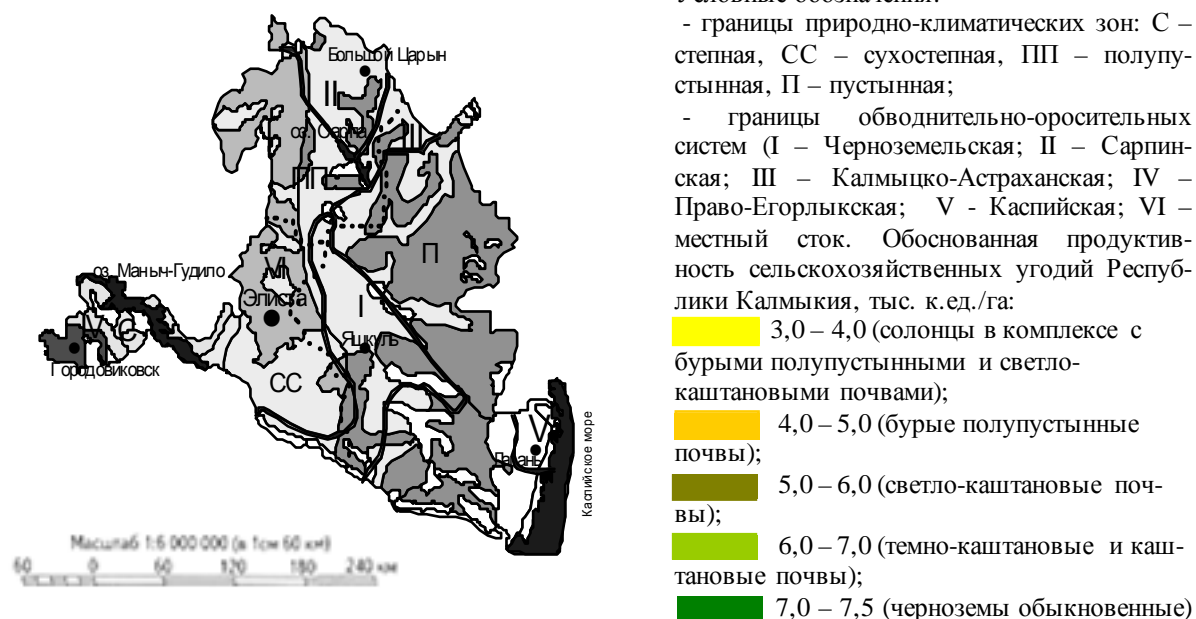 Большой Царын
II
оз. Сарпа
III
ПП
П
оз. Маныч-Гудило
VI
Элиста
I
IV
С
Яшкуль
Городовиковск
СС
V
Лагань
Каспийское море
Масштаб 1:6 000 000 (в 1см 60 км)
60 0 60 120 180 240 км
Условные обозначения:
- границы природно-климатических зон: С –
степная, СС – сухостепная, ПП – полупу-
стынная, П – пустынная;
- границы обводнительно-оросительных
систем (I – Черноземельская; II – Сарпин-
ская; III – Калмыцко-Астраханская; IV –
Право-Егорлыкская; V - Каспийская; VI –
местный сток. Обоснованная продуктив-
ность сельскохозяйственных угодий Респуб-
лики Калмыкия, тыс. к.ед./га:
3,0 – 4,0 (солонцы в комплексе с
бурыми полупустынными и светло-
каштановыми почвами);
4,0 – 5,0 (бурые полупустынные
почвы);
5,0 – 6,0 (светло-каштановые поч-
вы);
6,0 – 7,0 (темно-каштановые и каш-
тановые почвы);
7,0 – 7,5 (черноземы обыкновенные)